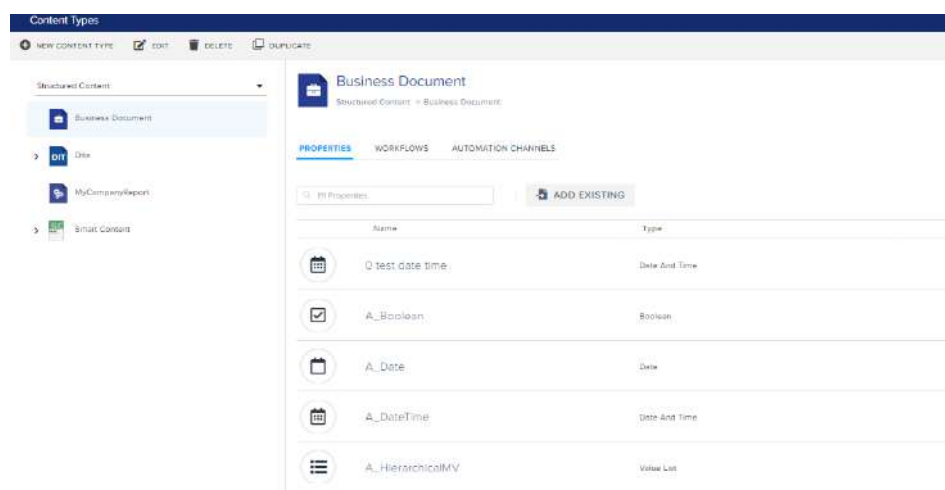 Content Types
NEW CONTENT TYPE EDIT DELETE DUPLICATE
Structured Content
Business Document
DIT Dita
MyCompanyReport
Smart Content
Business Document
Structured Content > Business Document
PROPERTIES WORKFLOWS AUTOMATION CHANNELS
Properties
ADD EXISTING
Name Type
0 test date time Date And Time
A_Boolean Boolean
A_Date Date
A_DateTime Date And Time
A_HierarchicalMV Value List